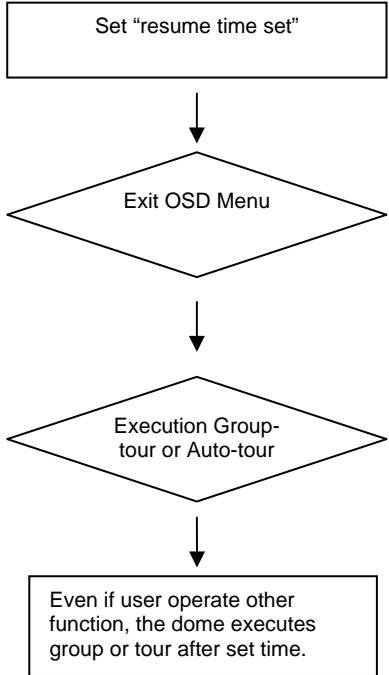 Set “resume time set”
Exit OSD Menu
Execution Group-
tour or Auto-tour
Even if user operate other
function, the dome executes
group or tour after set time.